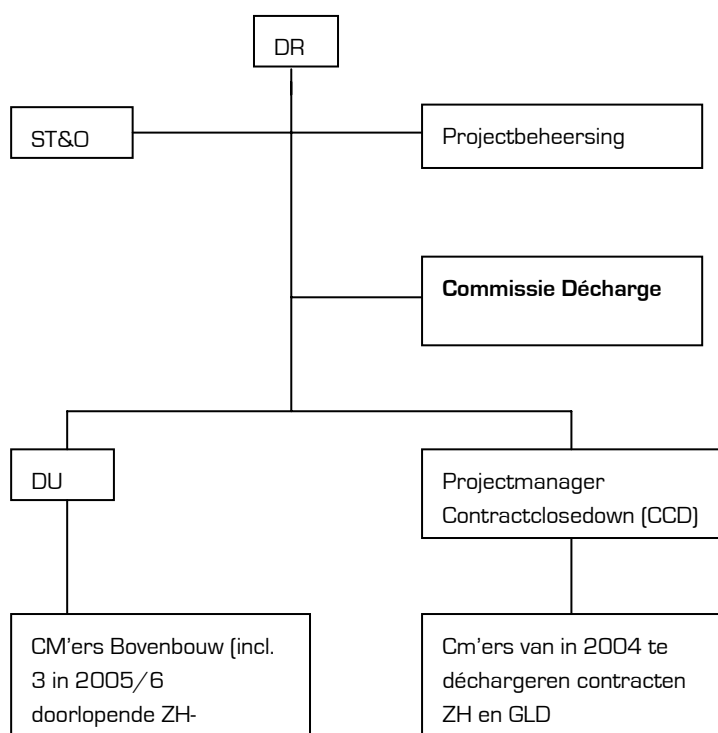 DR
ST&O
Projectbeheersing
Commissie Décharge
DU
Projectmanager
Contractclosedown (CCD)
CM’ers Bovenbouw (incl.
3 in 2005/6
doorlopende ZH-
Cm’ers van in 2004 te
déchargeren contracten
ZH en GLD